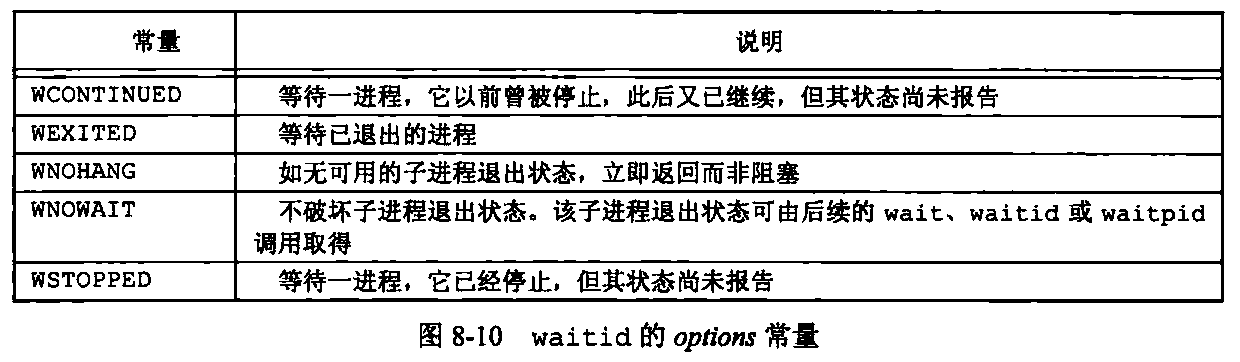 常量 说明
WCONTINUED 等待一进程，它以前曾被停止，此后又已继续，但其状态尚未报告
WEXITED 等待已退出的进程
WNOHANG 如无可用的子进程退出状态，立即返回而非阻塞
WNOWAIT 不破坏子进程退出状态。该子进程退出状态可由后续的 wait、waitid 或 waitpid
调用取得
WSTOPPED 等待一进程，它已经停止，但其状态尚未报告
图 8-10 waitid 的 options 常量